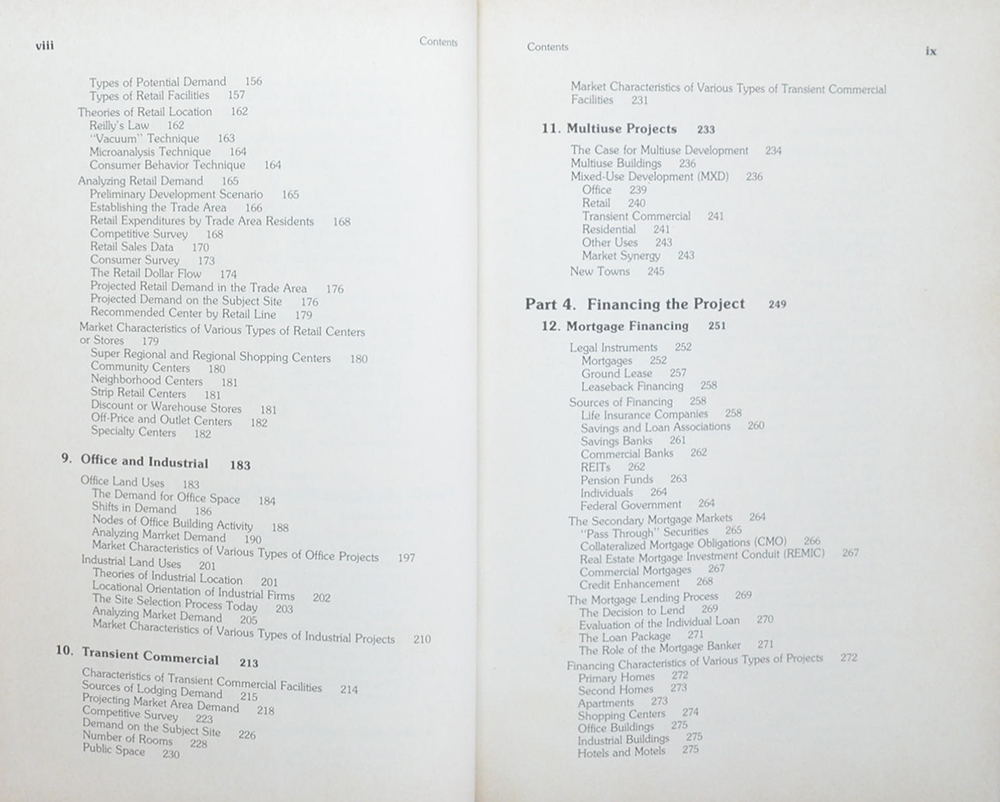 viii
Contents
Types of Potential Demand 156
Types of Retail Facilities 157
Theories of Retail Location 162
Reilly's Law 162
"Vacuum" Technique 163
Microanalysis Technique 164
Consumer Behavior Technique 164
Analyzing Retail Demand 165
Preliminary Development Scenario 165
Establishing the Trade Area 166
Retail Expenditures by Trade Area Residents 168
Competitive Survey 168
Retail Sales Data 170
Consumer Survey 173
The Retail Dollar Flow 174
Projected Retail Demand in the Trade Area 176
Projected Demand on the Subject Site 176
Recommended Center by Retail Line 179
Market Characteristics of Various Types of Retail Centers
or Stores 179
Super Regional and Regional Shopping Centers 180
Community Centers 180
Neighborhood Centers 181
Strip Retail Centers 181
Discount or Warehouse Stores 181
Off-Price and Outlet Centers 182
Specialty Centers 182
9. Office and Industrial 183
Office Land Uses 183
The Demand for Office Space 184
Shifts in Demand 186
Nodes of Office Building Activity 188
Analyzing Marrket Demand 190
Market Characteristics of Various Types of Office Projects 197
Industrial Land Uses 201
Theories of Industrial Location 201
Locational Orientation of Industrial Firms 202
The Site Selection Process Today 203
Analyzing Market Demand 205
Market Characteristics of Various Types of Industrial Projects 210
10. Transient Commercial 213
Characteristics of Transient Commercial Facilities 214
Sources of Lodging Demand 215
Projecting Market Area Demand 218
Competitive Survey 223
Demand on the Subject Site 226
Number of Rooms 228
Public Space 230
Contents
ix
Market Characteristics of Various Types of Transient Commercial
Facilities 231
11. Multiuse Projects 233
The Case for Multiuse Development 234
Multiuse Buildings 236
Mixed-Use Development (MXD) 236
Office 239
Retail 240
Transient Commercial 241
Residential 241
Other Uses 243
Market Synergy 243
New Towns 245
Part 4. Financing the Project 249
12. Mortgage Financing 251
Legal Instruments 252
Mortgages 252
Ground Lease 257
Leaseback Financing 258
Sources of Financing 258
Life Insurance Companies 258
Savings and Loan Associations 260
Savings Banks 261
Commercial Banks 262
REITs 262
Pension Funds 263
Individuals 264
Federal Government 264
The Secondary Mortgage Markets 264
"Pass Through" Securities 265
Collateralized Mortgage Obligations (CMO) 266
Real Estate Mortgage Investment Conduit (REMIC) 267
Commercial Mortgages 267
Credit Enhancement 268
The Mortgage Lending Process 269
The Decision to Lend 269
Evaluation of the Individual Loan 270
The Loan Package 271
The Role of the Mortgage Banker 271
Financing Characteristics of Various Types of Projects 272
Primary Homes 272
Second Homes 273
Apartments 273
Shopping Centers 274
Office Buildings 275
Industrial Buildings 275
Hotels and Motels 275